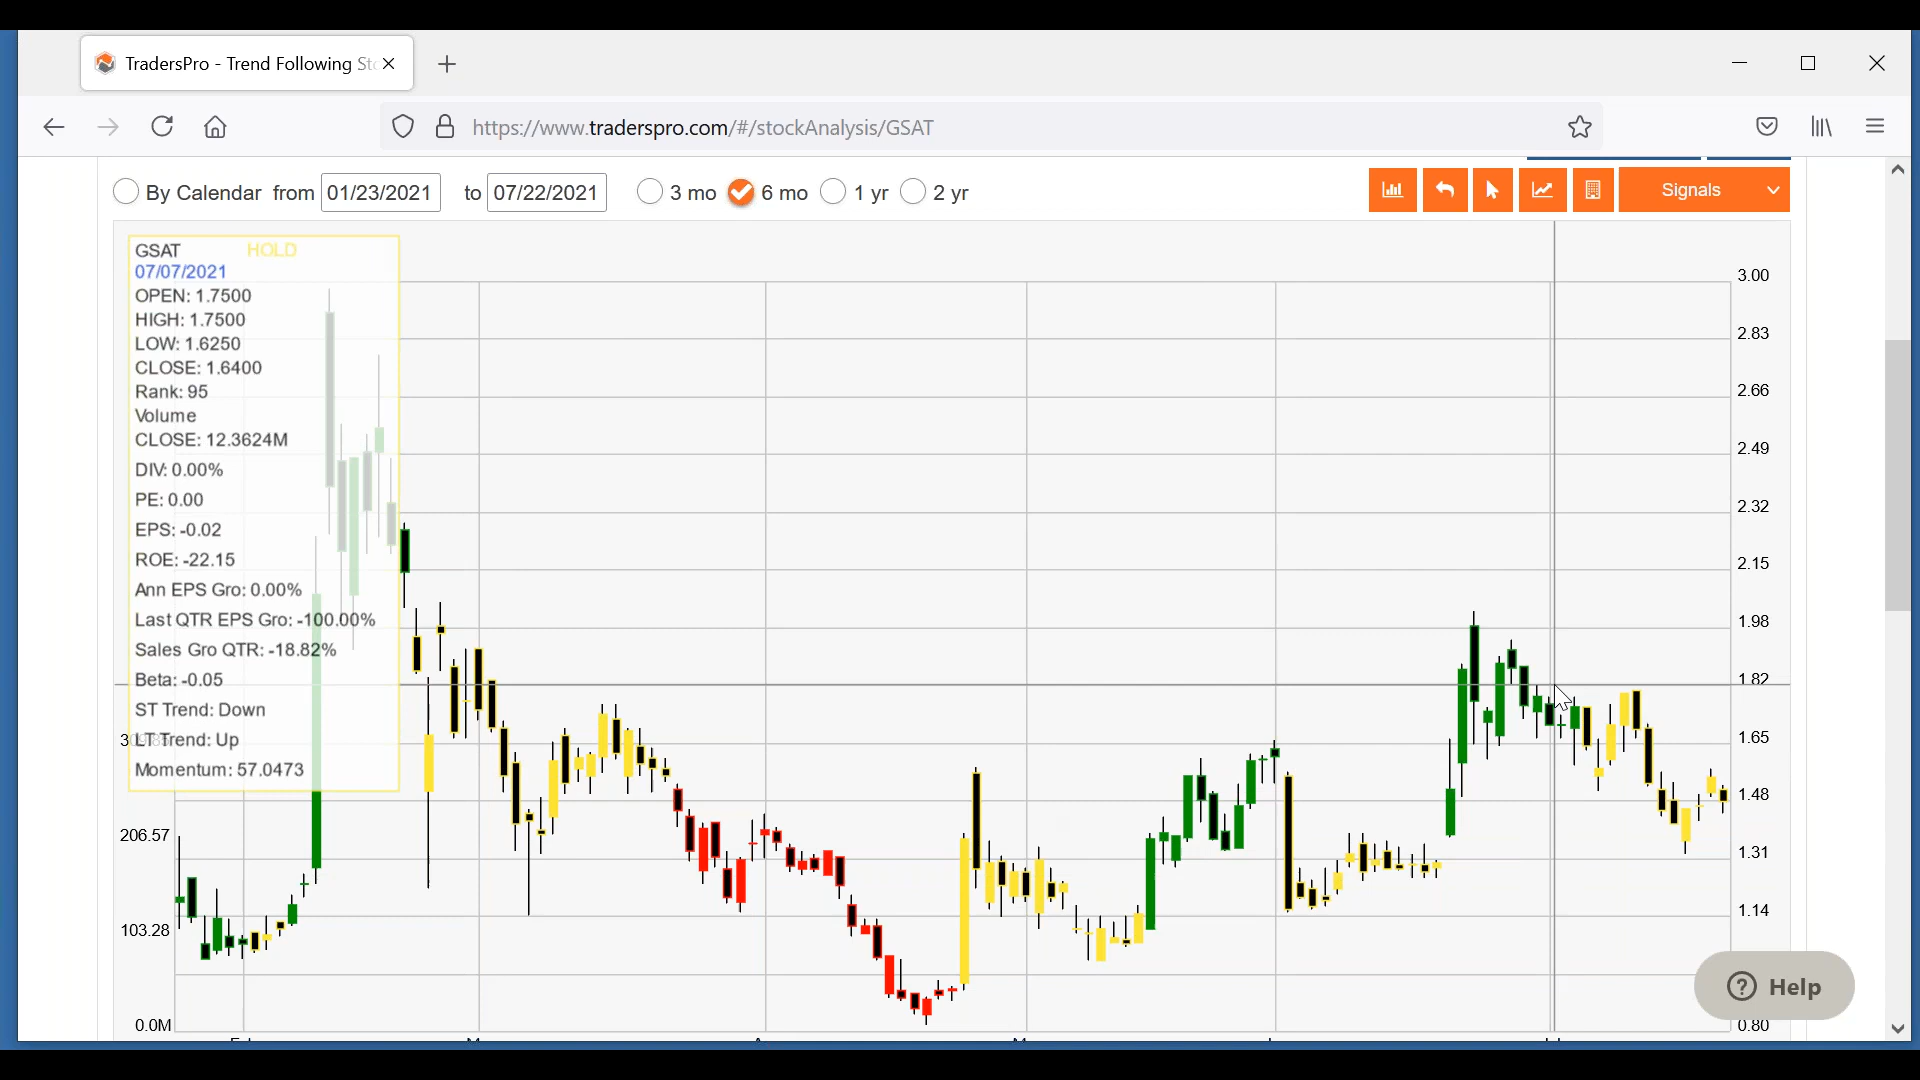 TradersPro - Trend Following Sto
https://www.traderspro.com/#/stockAnalysis/GSAT
By Calendar from 01/23/2021 to 07/22/2021 3 mo 6 mo 1 yr 2 yr
Signals
GSAT HOLD
07/07/2021
OPEN: 1.7500
HIGH: 1.7500
LOW: 1.6250
CLOSE: 1.6400
Rank: 95
Volume
CLOSE: 12.3624M
DIV: 0.00%
PE: 0.00
EPS: -0.02
ROE: -22.15
Ann EPS Gro: 0.00%
Last QTR EPS Gro: -100.00%
Sales Gro QTR: -18.82%
Beta: -0.05
ST Trend: Down
LT Trend: Up
Momentum: 57.0473
206.57
103.28
0.0M
3.00
2.83
2.66
2.49
2.32
2.15
1.98
1.82
1.65
1.48
1.31
1.14
0.80
Help